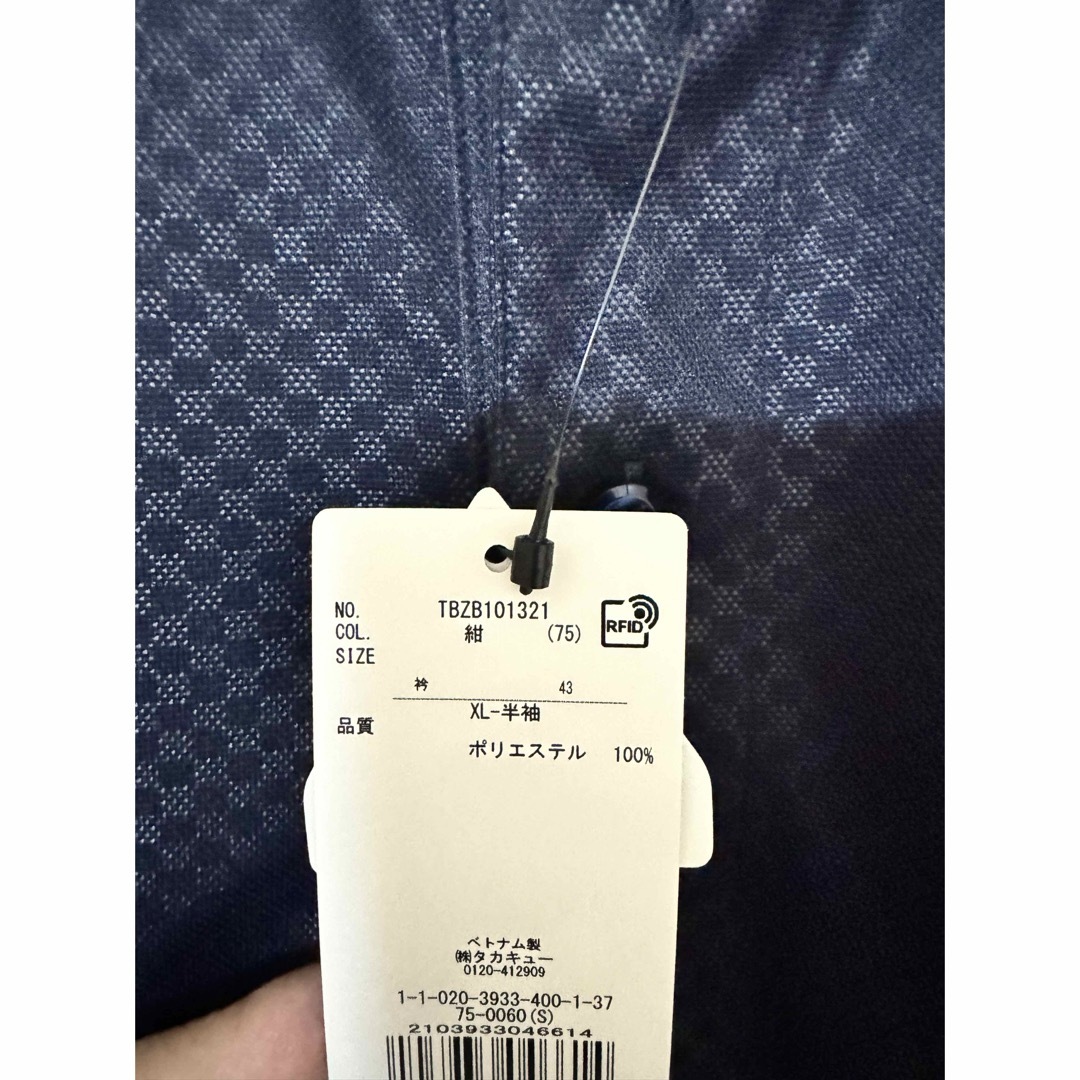 NO. TBZB101321
COL. 紺 (75)
RFID
SIZE
衿 43
XL-半袖
品質
ポリエステル 100%
ベトナム製
㈱タカキュー
0120-412909
1-1-020-3933-400-1-37
75-0060(S)
2103933046614